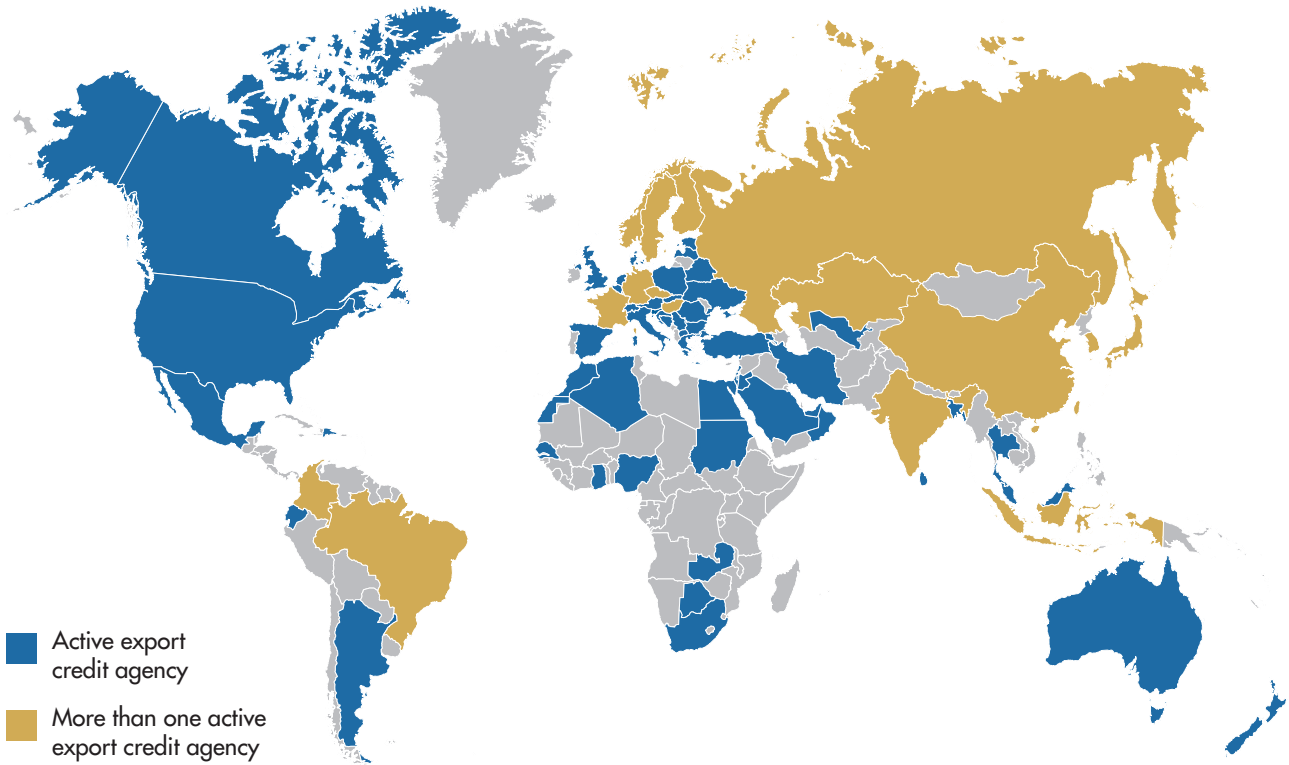 Active export
credit agency
More than one active
export credit agency